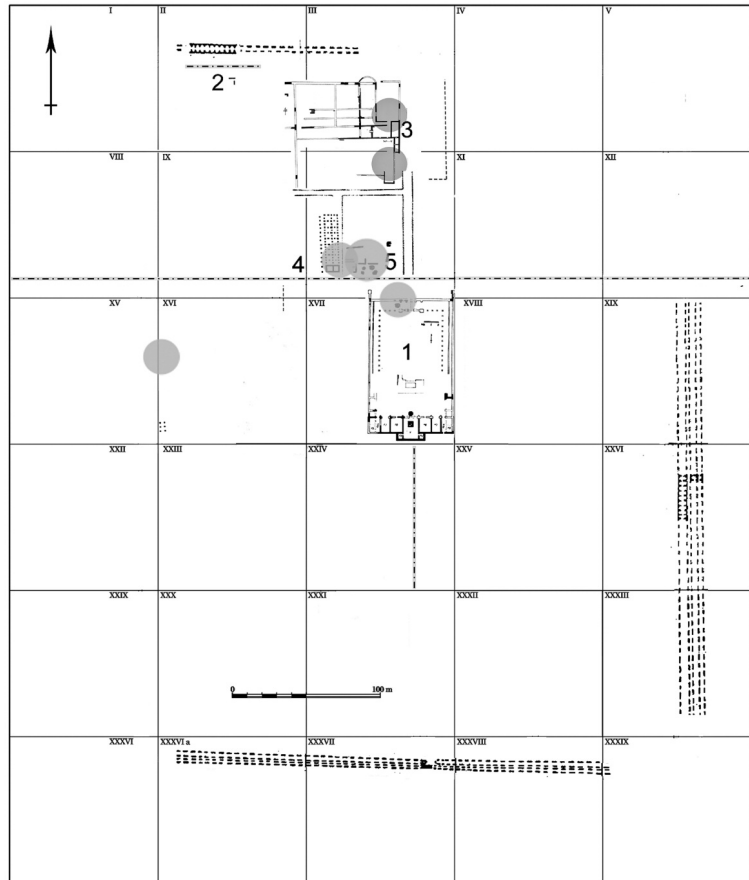 I II III IV V
2
3
VIII IX XI XII
4 5
XV XVI XVII XVIII XIX
1
XXII XXIII XXIV XXV XXVI
XXIX XXX XXXI XXXII XXXIII
0 100 m
XXXVI XXXVI a XXXVII XXXVIII XXXIX